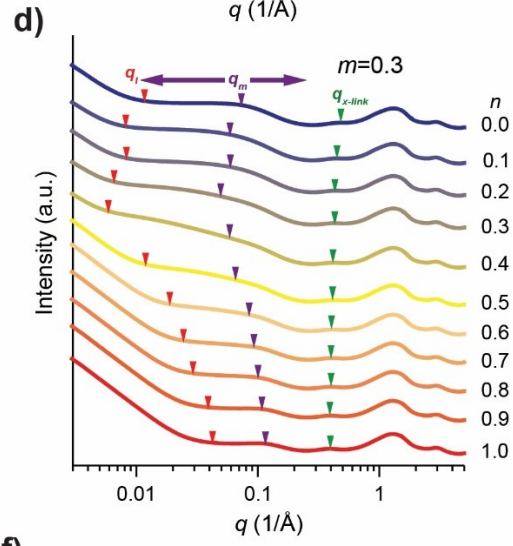 q (1/Å)
d)
m=0.3
q_l
q_m
q_x-link
n
0.0
0.1
0.2
0.3
0.4
0.5
0.6
0.7
0.8
0.9
1.0
Intensity (a.u.)
0.01 0.1 1
q (1/Å)